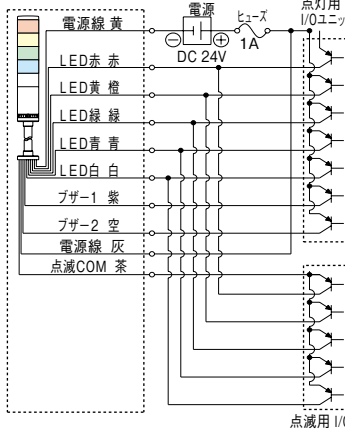 電源
ヒューズ
点灯用
I/Oユニッ
電源線 黄
1A
DC 24V
LED赤 赤
LED黄 橙
LED緑 緑
LED青 青
LED白 白
ブザー1 紫
ブザー2 空
電源線 灰
点滅COM 茶
点滅用 I/O